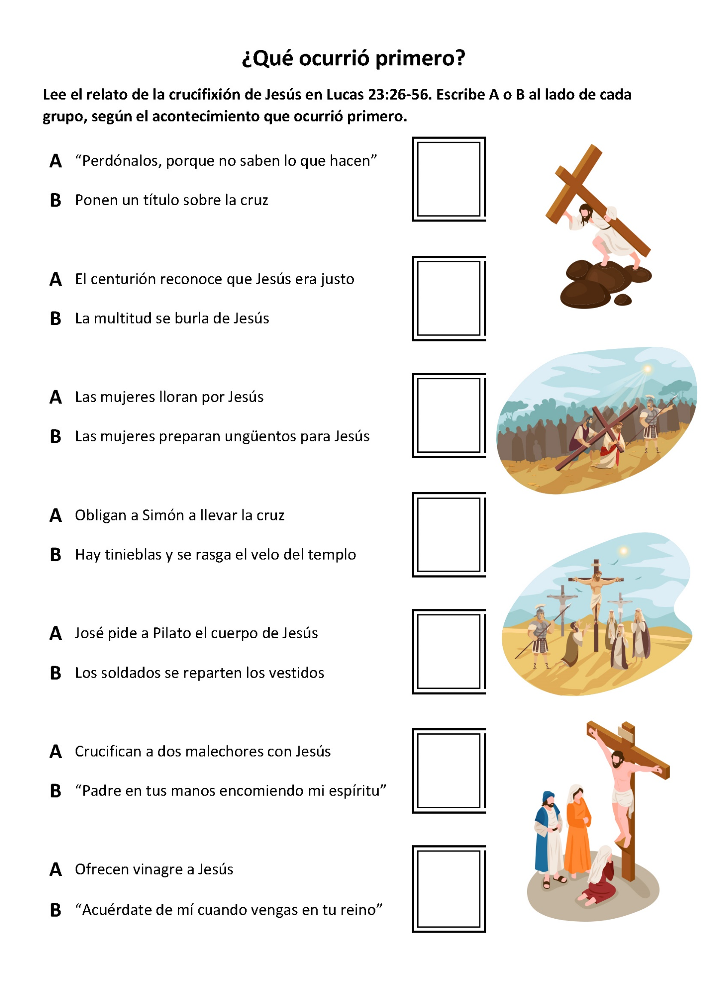 ¿Qué ocurrió primero?
Lee el relato de la crucifixión de Jesús en Lucas 23:26-56. Escribe A o B al lado de cada
grupo, según el acontecimiento que ocurrió primero.
A “Perdónalos, porque no saben lo que hacen”
B Ponen un título sobre la cruz
A El centurión reconoce que Jesús era justo
B La multitud se burla de Jesús
A Las mujeres lloran por Jesús
B Las mujeres preparan ungüentos para Jesús
A Obligan a Simón a llevar la cruz
B Hay tinieblas y se rasga el velo del templo
A José pide a Pilato el cuerpo de Jesús
B Los soldados se reparten los vestidos
A Crucifican a dos malechores con Jesús
B “Padre en tus manos encomiendo mi espíritu”
A Ofrecen vinagre a Jesús
B “Acuérdate de mí cuando vengas en tu reino”